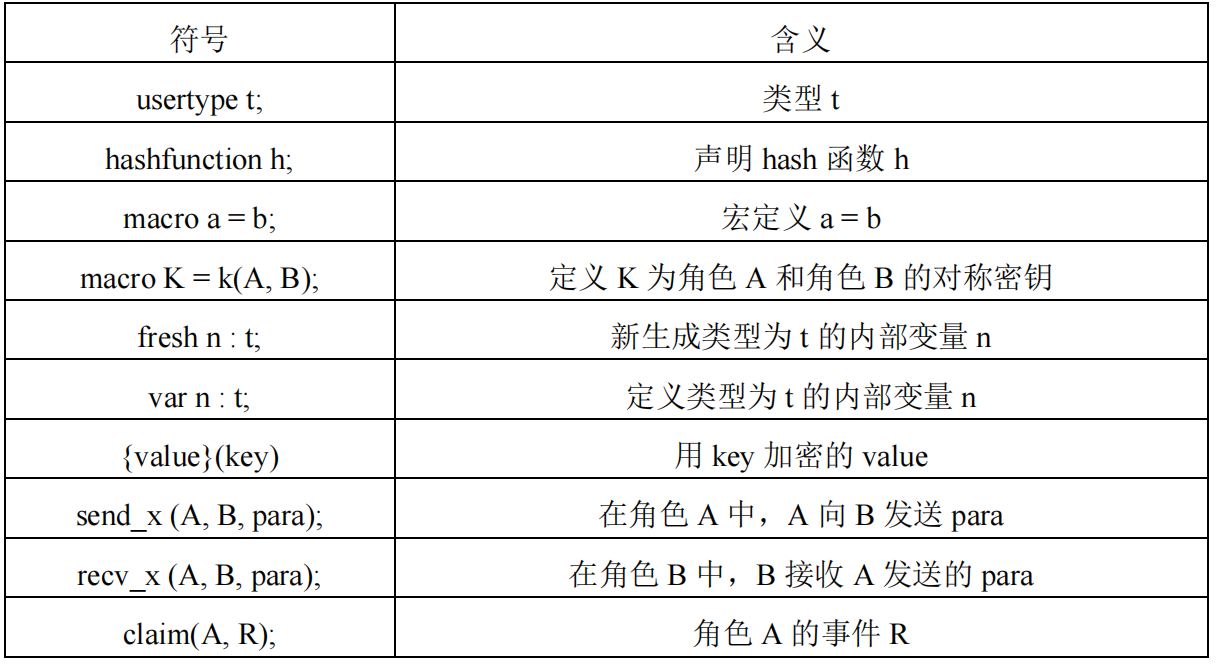 符号 含义
usertype t; 类型 t
hashfunction h; 声明 hash 函数 h
macro a = b; 宏定义 a = b
macro K = k(A, B); 定义 K 为角色 A 和角色 B 的对称密钥
fresh n : t; 新生成类型为 t 的内部变量 n
var n : t; 定义类型为 t 的内部变量 n
{value}(key) 用 key 加密的 value
send_x (A, B, para); 在角色 A 中，A 向 B 发送 para
recv_x (A, B, para); 在角色 B 中，B 接收 A 发送的 para
claim(A, R); 角色 A 的事件 R